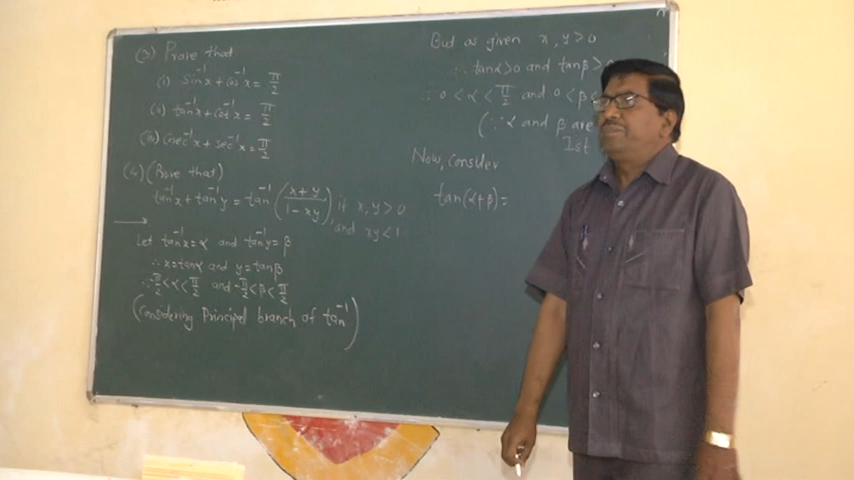 (3) Prove that
(i) sin⁻¹x + cos⁻¹x = π/2
(ii) tan⁻¹x + cot⁻¹x = π/2
(iii) cosec⁻¹x + sec⁻¹x = π/2
(4) (Prove that)
tan⁻¹x + tan⁻¹y = tan⁻¹ ((x+y)/(1-xy)), if x, y > 0
and xy < 1
Let tan⁻¹x = α and tan⁻¹y = β
∴ x = tanα and y = tanβ
∵ -π/2 < α < π/2 and -π/2 < β < π/2
(Considering Principal branch of tan⁻¹)
But as given x, y > 0
∴ tanα > 0 and tanβ > 0
∴ 0 < α < π/2 and 0 < β <
(∵ α and β are
Ist
Now, consider
tan(α+β) =